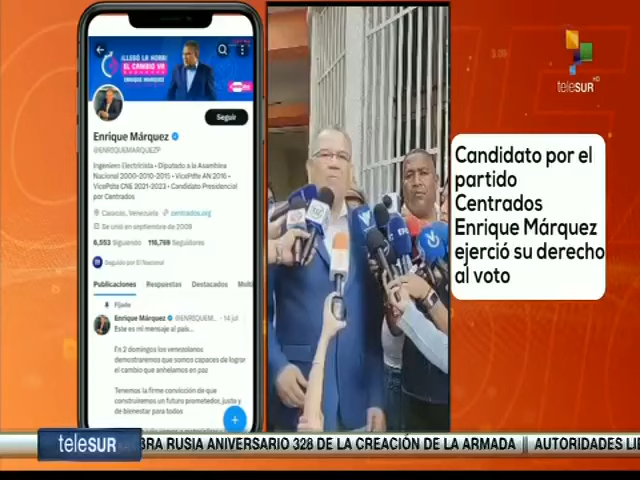 ¡LLEGÓ LA HORA!
EL CAMBIO VA
ENRIQUE MÁRQUEZ
Seguir
Enrique Márquez
@ENRIQUEMARQUEZP
Ingeniero Electricista • Diputado a la Asamblea
Nacional 2000-2010-2015 • VicePdte AN 2016 •
VicePdte CNE 2021-2023 • Candidato Presidencial
por Centrados
Caracas, Venezuela centrados.org
Se unió en septiembre de 2009
6,553 Siguiendo 110,769 Seguidores
Seguido por El Nacional
Publicaciones Respuestas Destacados
Fijado
Enrique Márquez @ENRIQUEM... • 14 jul
Este es mi mensaje al país...
En 2 domingos los venezolanos
demostraremos que somos capaces de lograr
el cambio que anhelamos en paz
Tenemos la firme convicción de que
construiremos un futuro prometedor, justo y
de bienestar para todos
teleSUR HD
Candidato por el
partido
Centrados
Enrique Márquez
ejerció su derecho
al voto
teleSUR BRA RUSIA ANIVERSARIO 328 DE LA CREACIÓN DE LA ARMADA || AUTORIDADES LIE